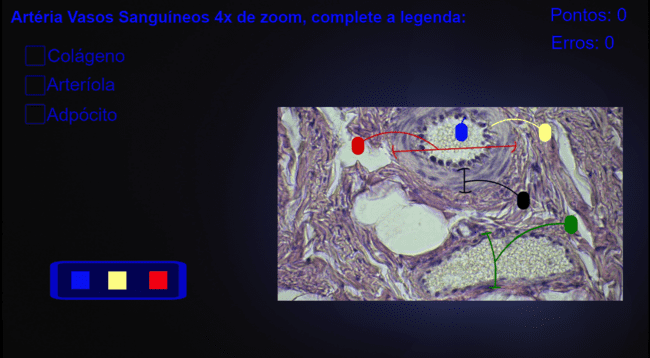 Artéria Vasos Sanguíneos 4x de zoom, complete a legenda:
Pontos: 0
Erros: 0
Colágeno
Arteríola
Adpócito